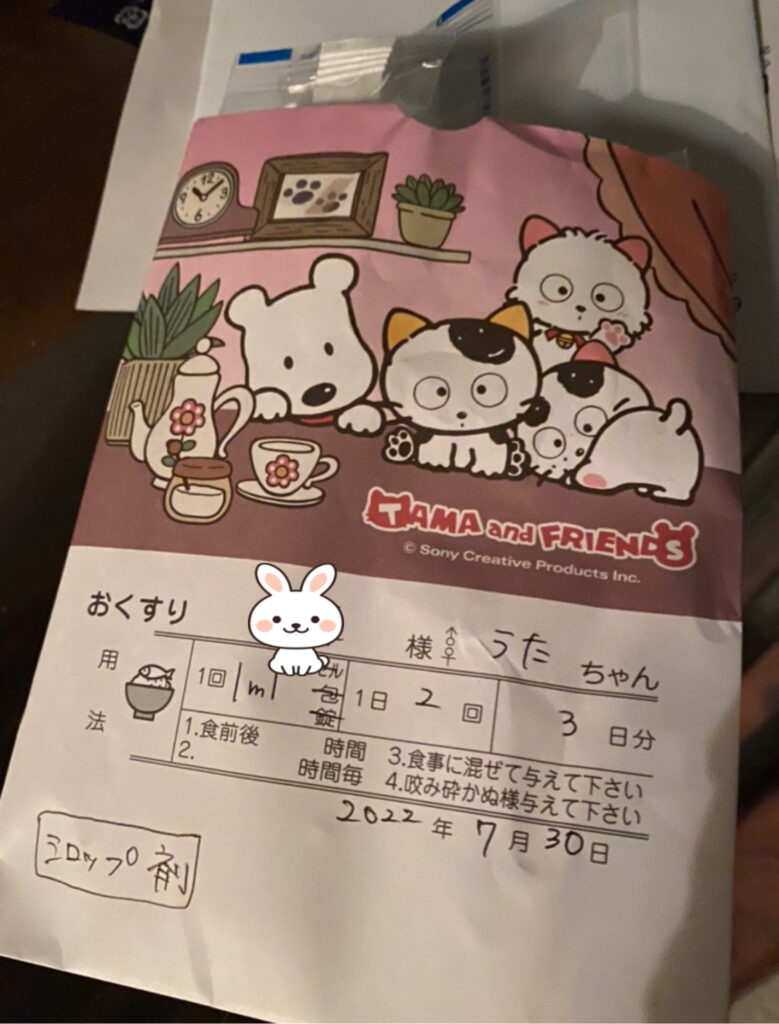 TAMA and FRIENDS
© Sony Creative Products Inc.
おくすり 様 ♂♀ うた ちゃん
用法
1回 1ml 包 錠 1日 2 回 3 日分
1.食前後 時間 3.食事に混ぜて与えて下さい
2. 時間毎 4.咬み砕かぬ様与えて下さい
2022 年 7 月 30 日
シロップ剤